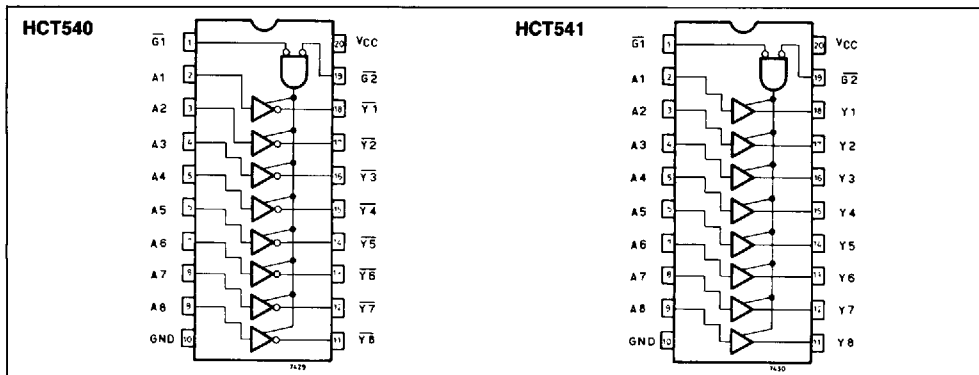 HCT540
G1 1 20 VCC
A1 2 19 G2
A2 3 18 Y1
A3 4 17 Y2
A4 5 16 Y3
A5 6 15 Y4
A6 7 14 Y5
A7 8 13 Y6
A8 9 12 Y7
GND 10 11 Y8
7429
HCT541
G1 1 20 VCC
A1 2 19 G2
A2 3 18 Y1
A3 4 17 Y2
A4 5 16 Y3
A5 6 15 Y4
A6 7 14 Y5
A7 8 13 Y6
A8 9 12 Y7
GND 10 11 Y8
7430